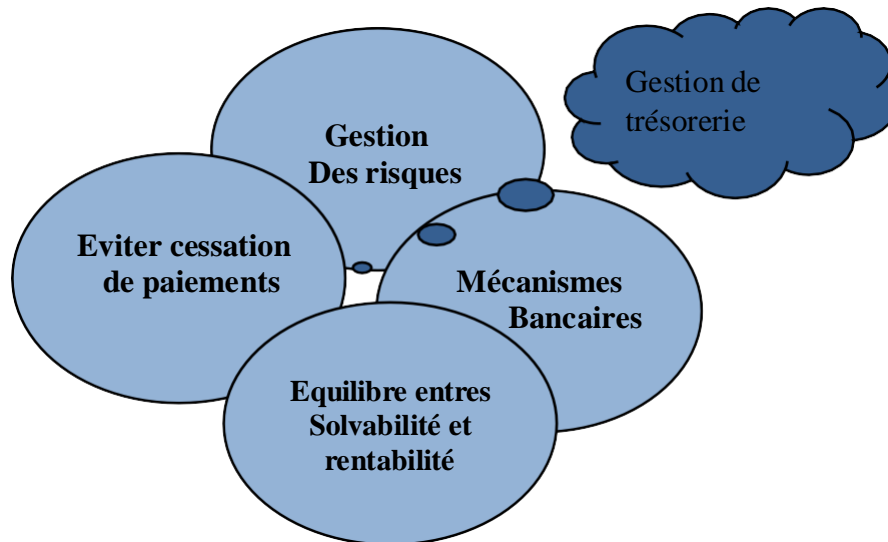 Gestion de
trésorerie
Gestion
Des risques
Eviter cessation
de paiements
Mécanismes
Bancaires
Equilibre entres
Solvabilité et
rentabilité